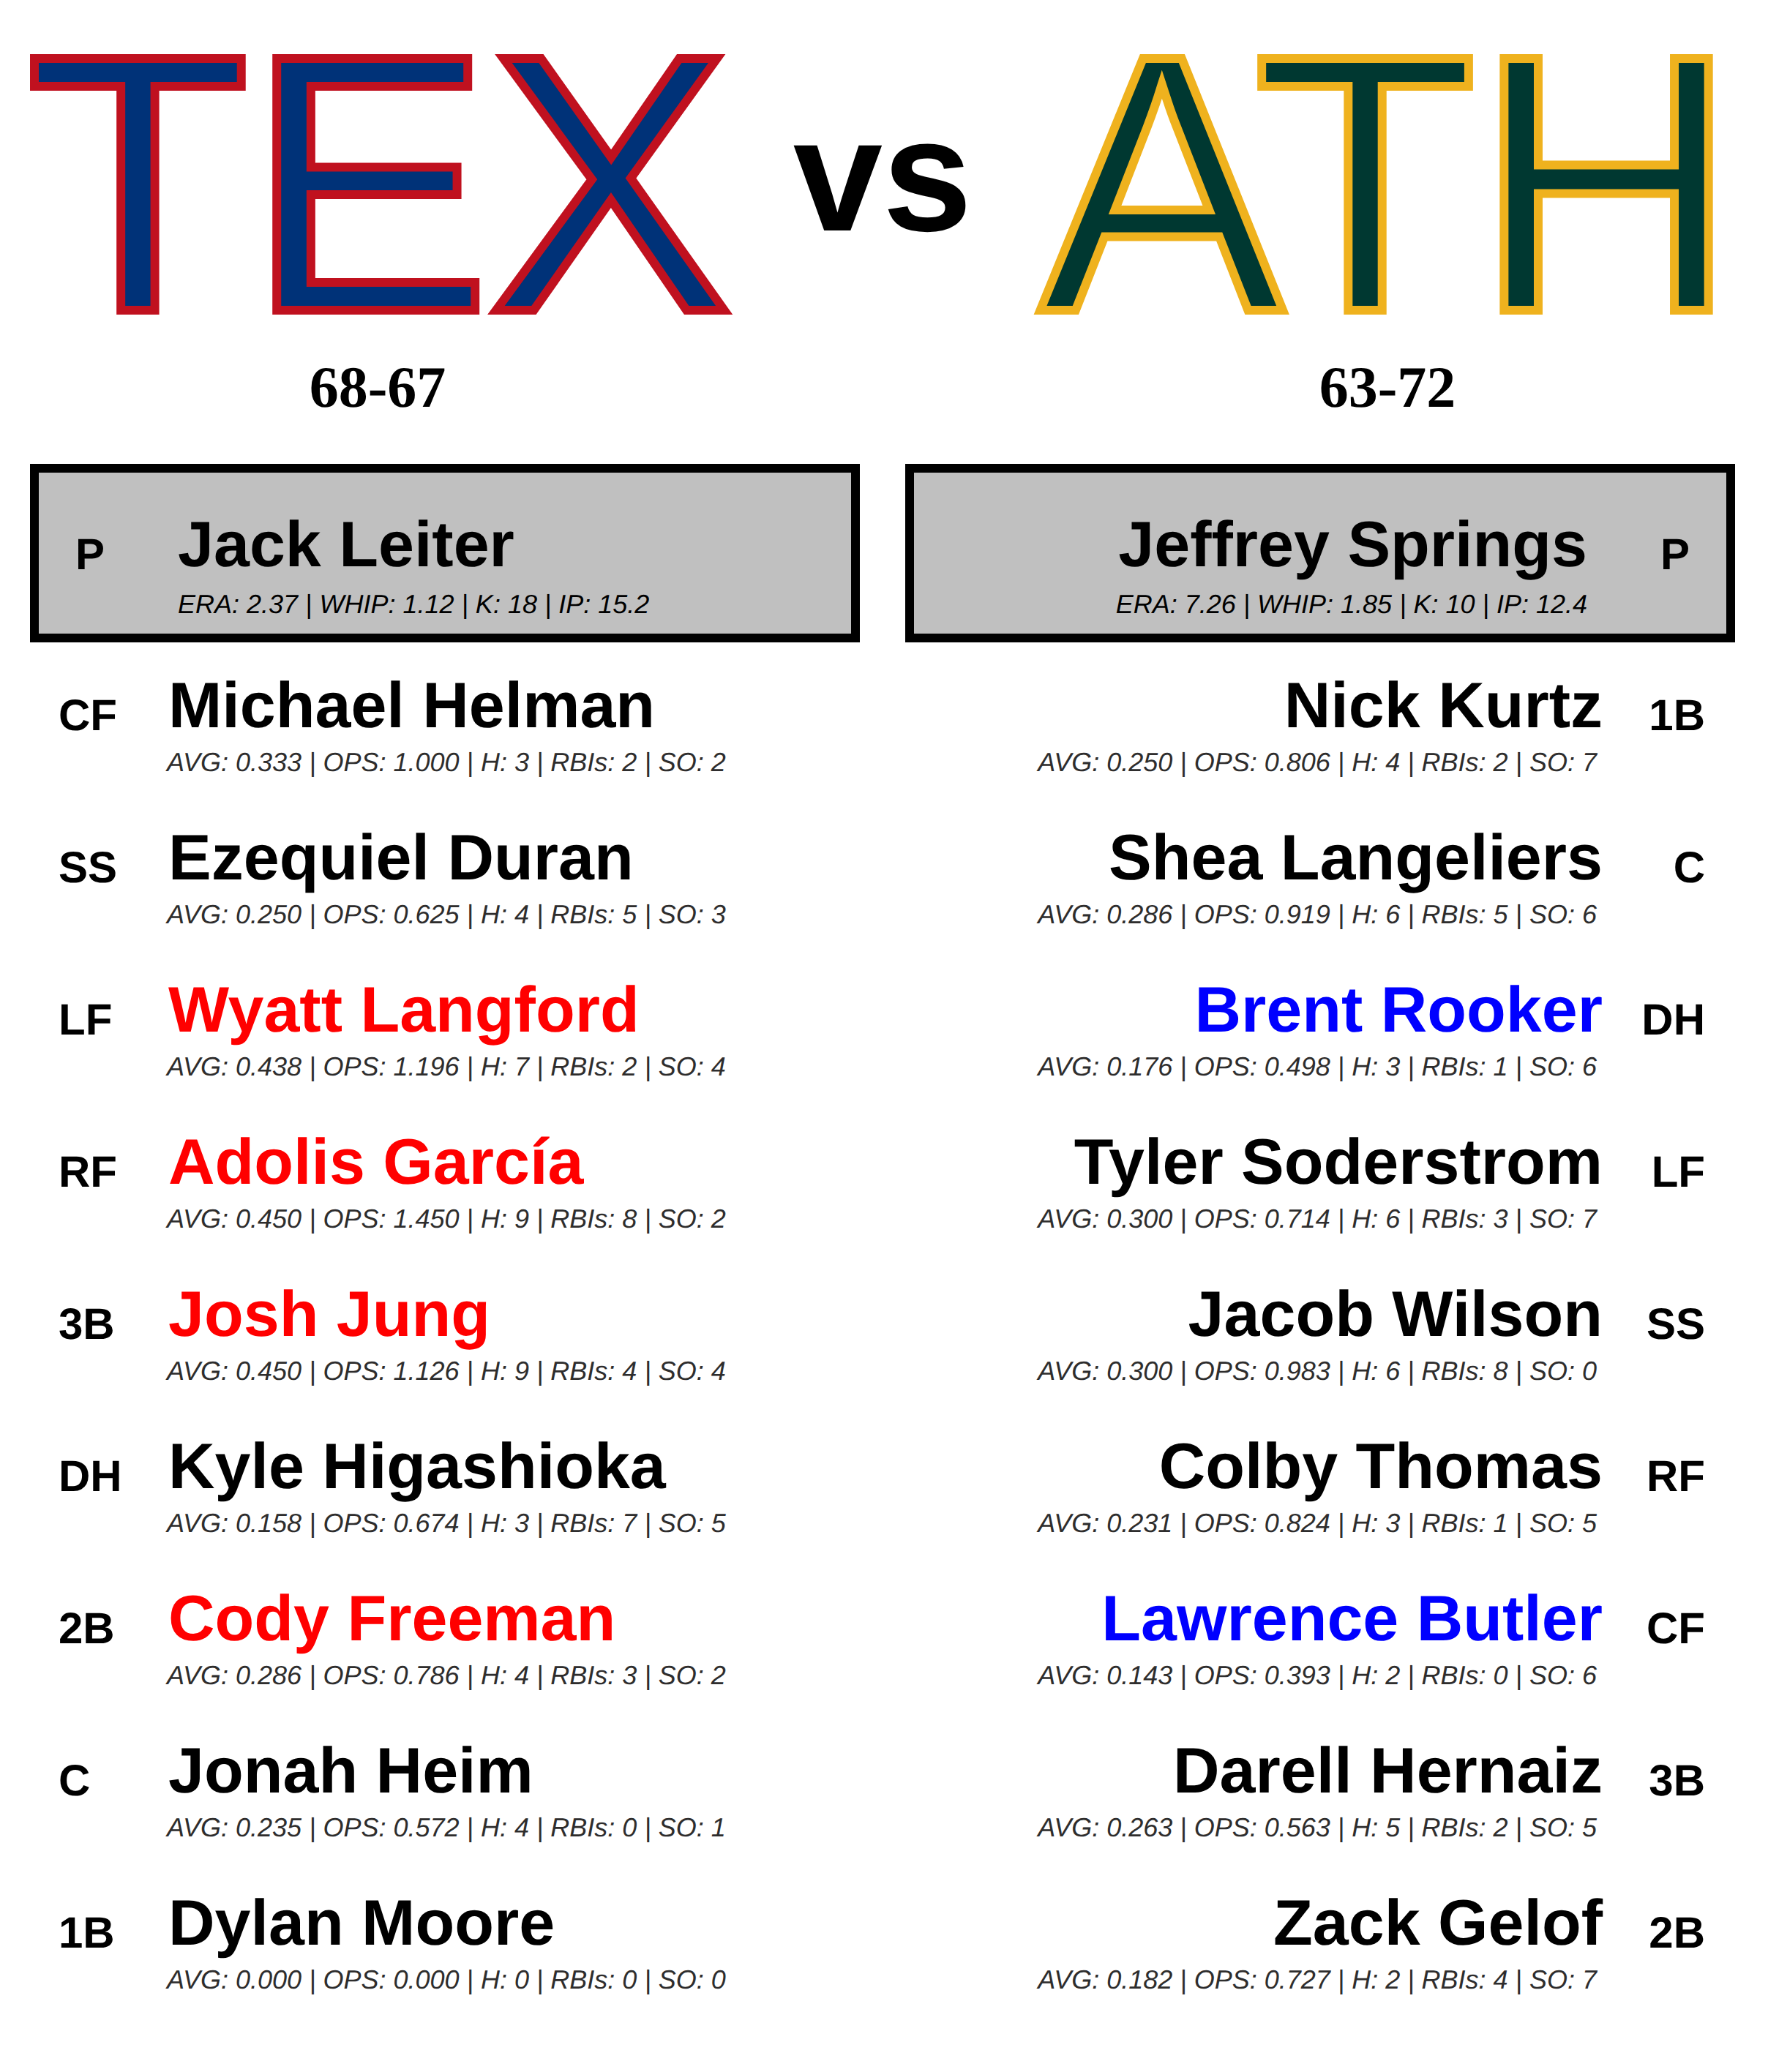 TEX vs ATH
68-67
63-72
P Jack Leiter
ERA: 2.37 | WHIP: 1.12 | K: 18 | IP: 15.2
Jeffrey Springs P
ERA: 7.26 | WHIP: 1.85 | K: 10 | IP: 12.4
CF Michael Helman
AVG: 0.333 | OPS: 1.000 | H: 3 | RBIs: 2 | SO: 2
SS Ezequiel Duran
AVG: 0.250 | OPS: 0.625 | H: 4 | RBIs: 5 | SO: 3
LF Wyatt Langford
AVG: 0.438 | OPS: 1.196 | H: 7 | RBIs: 2 | SO: 4
RF Adolis García
AVG: 0.450 | OPS: 1.450 | H: 9 | RBIs: 8 | SO: 2
3B Josh Jung
AVG: 0.450 | OPS: 1.126 | H: 9 | RBIs: 4 | SO: 4
DH Kyle Higashioka
AVG: 0.158 | OPS: 0.674 | H: 3 | RBIs: 7 | SO: 5
2B Cody Freeman
AVG: 0.286 | OPS: 0.786 | H: 4 | RBIs: 3 | SO: 2
C Jonah Heim
AVG: 0.235 | OPS: 0.572 | H: 4 | RBIs: 0 | SO: 1
1B Dylan Moore
AVG: 0.000 | OPS: 0.000 | H: 0 | RBIs: 0 | SO: 0
Nick Kurtz 1B
AVG: 0.250 | OPS: 0.806 | H: 4 | RBIs: 2 | SO: 7
Shea Langeliers C
AVG: 0.286 | OPS: 0.919 | H: 6 | RBIs: 5 | SO: 6
Brent Rooker DH
AVG: 0.176 | OPS: 0.498 | H: 3 | RBIs: 1 | SO: 6
Tyler Soderstrom LF
AVG: 0.300 | OPS: 0.714 | H: 6 | RBIs: 3 | SO: 7
Jacob Wilson SS
AVG: 0.300 | OPS: 0.983 | H: 6 | RBIs: 8 | SO: 0
Colby Thomas RF
AVG: 0.231 | OPS: 0.824 | H: 3 | RBIs: 1 | SO: 5
Lawrence Butler CF
AVG: 0.143 | OPS: 0.393 | H: 2 | RBIs: 0 | SO: 6
Darell Hernaiz 3B
AVG: 0.263 | OPS: 0.563 | H: 5 | RBIs: 2 | SO: 5
Zack Gelof 2B
AVG: 0.182 | OPS: 0.727 | H: 2 | RBIs: 4 | SO: 7